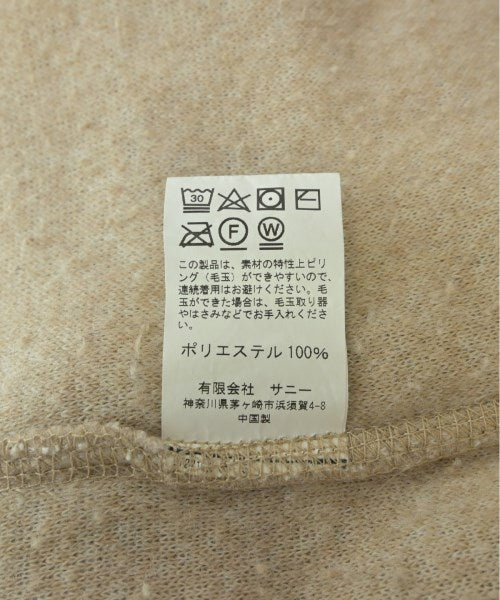 30
F W
この製品は、素材の特性上ピリ
ング（毛玉）ができやすいので、
連続着用はお避けください。毛
玉ができた場合は、毛玉取り器
やはさみなどでお手入れくださ
い。
ポリエステル 100%
有限会社 サニー
神奈川県茅ヶ崎市浜須賀4-8
中国製